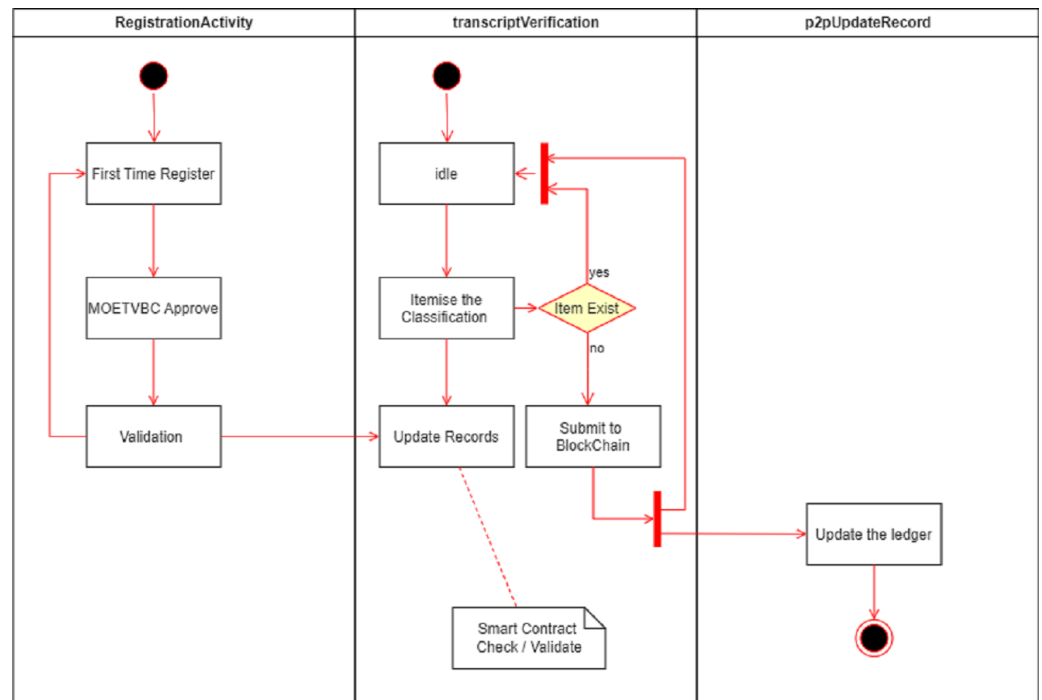 RegistrationActivity
transcriptVerification
p2pUpdateRecord
First Time Register
idle
MOETVBC Approve
Itemise the
Classification
yes
Item Exist
no
Validation
Update Records
Submit to
BlockChain
Update the ledger
Smart Contract
Check / Validate